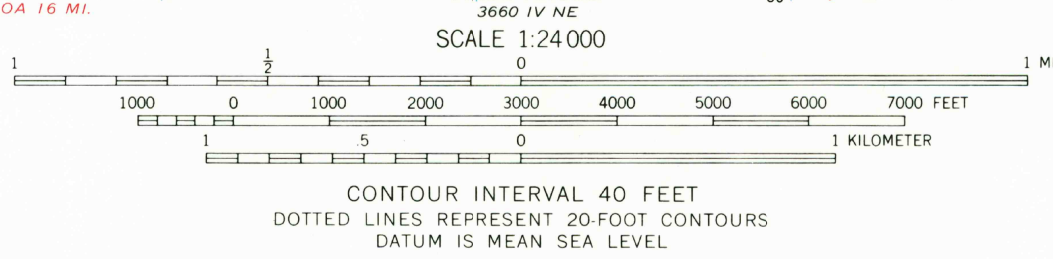 OA 16 MI.
3660 IV NE
SCALE 1:24 000
1 1/2 0 1
1000 0 1000 2000 3000 4000 5000 6000 7000 FEET
1 .5 0 1 KILOMETER
CONTOUR INTERVAL 40 FEET
DOTTED LINES REPRESENT 20-FOOT CONTOURS
DATUM IS MEAN SEA LEVEL